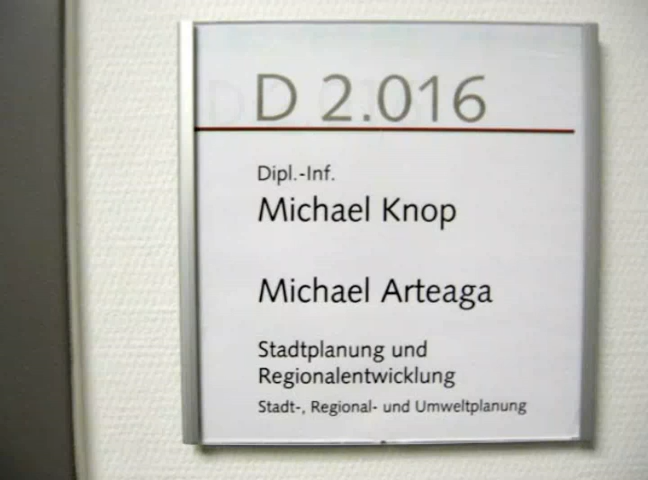 D 2.016
Dipl.-Inf.
Michael Knop
Michael Arteaga
Stadtplanung und
Regionalentwicklung
Stadt-, Regional- und Umweltplanung